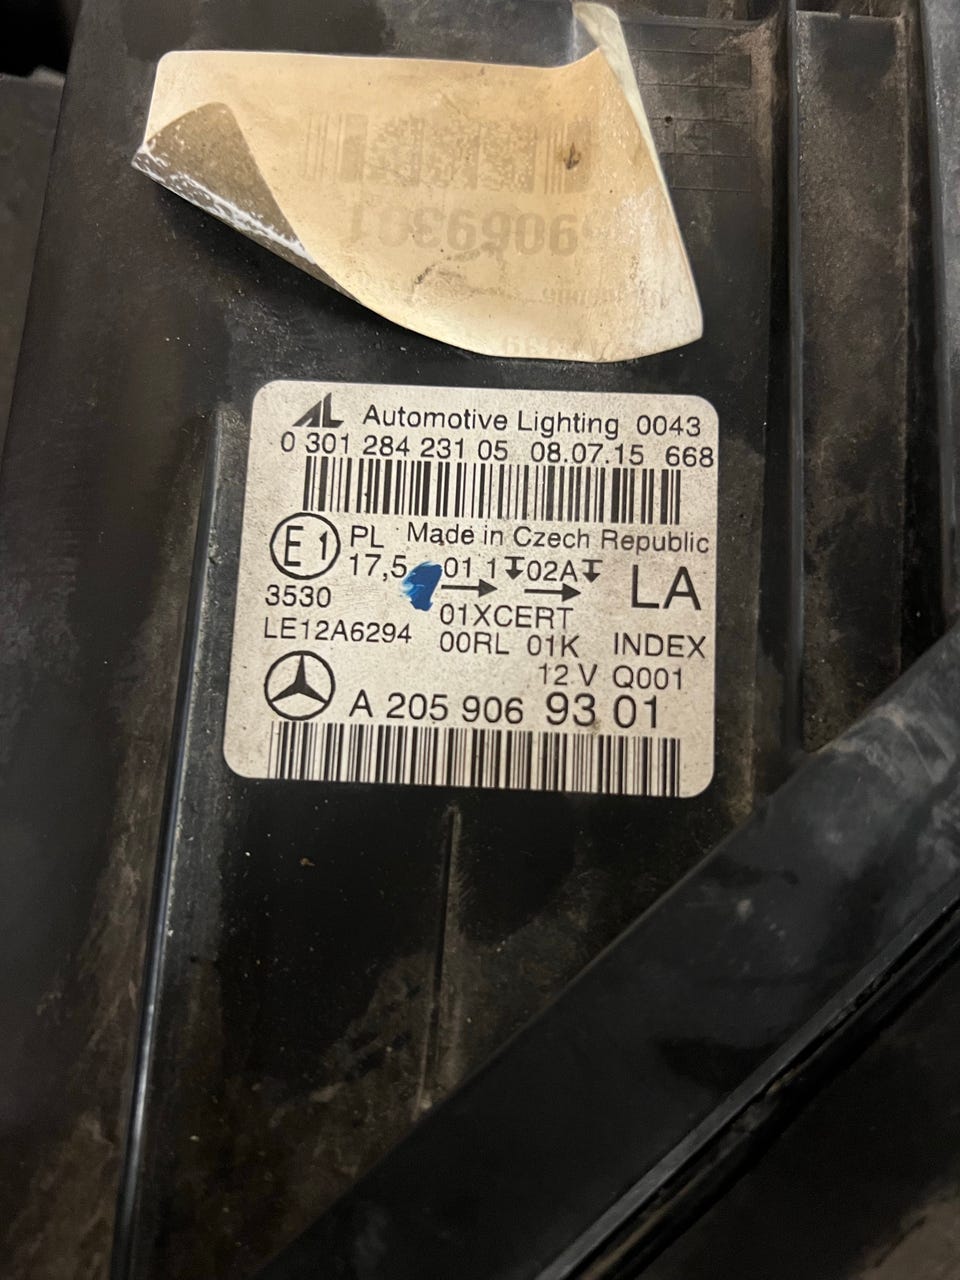 AL Automotive Lighting 0043
0 301 284 231 05 08.07.15 668
E1 PL Made in Czech Republic
17,5 01 1 02A LA
3530
01XCERT
LE12A6294 00RL 01K INDEX
12 V Q001
A 205 906 93 01